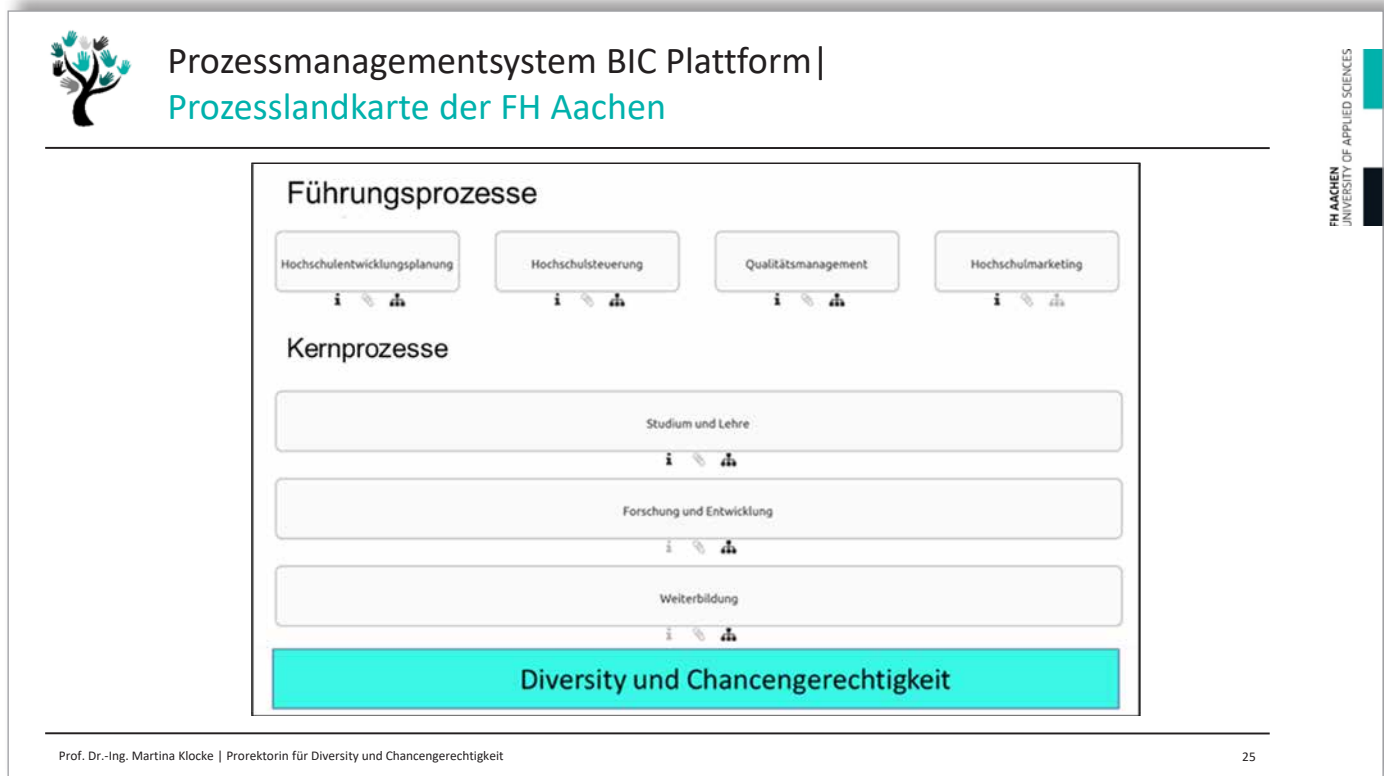 Prozessmanagementsystem BIC Plattform|
Prozesslandkarte der FH Aachen
FH AACHEN
UNIVERSITY OF APPLIED SCIENCES
Führungsprozesse
Hochschulentwicklungsplanung
Hochschulsteuerung
Qualitätsmanagement
Hochschulmarketing
Kernprozesse
Studium und Lehre
Forschung und Entwicklung
Weiterbildung
Diversity und Chancengerechtigkeit
Prof. Dr.-Ing. Martina Klocke | Prorektorin für Diversity und Chancengerechtigkeit
25